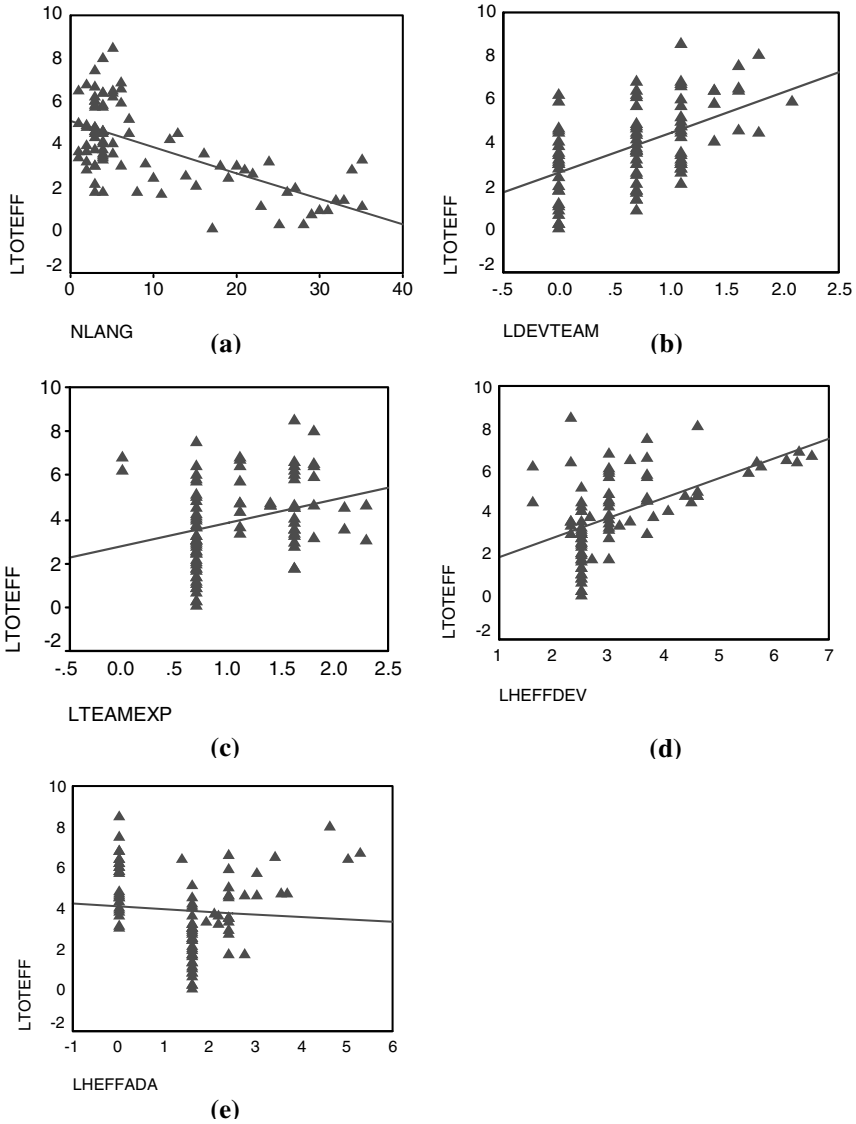 10
8
6
4
2
0
-2
LTOTEFF
0 10 20 30 40
NLANG
(a)
10
8
6
4
2
0
-2
LTOTEFF
-.5 0.0 .5 1.0 1.5 2.0 2.5
LDEVTEAM
(b)
10
8
6
4
2
0
-2
LTOTEFF
-.5 0.0 .5 1.0 1.5 2.0 2.5
LTEAMEXP
(c)
10
8
6
4
2
0
-2
LTOTEFF
1 2 3 4 5 6 7
LHEFFDEV
(d)
10
8
6
4
2
0
-2
LTOTEFF
-1 0 1 2 3 4 5 6
LHEFFADA
(e)